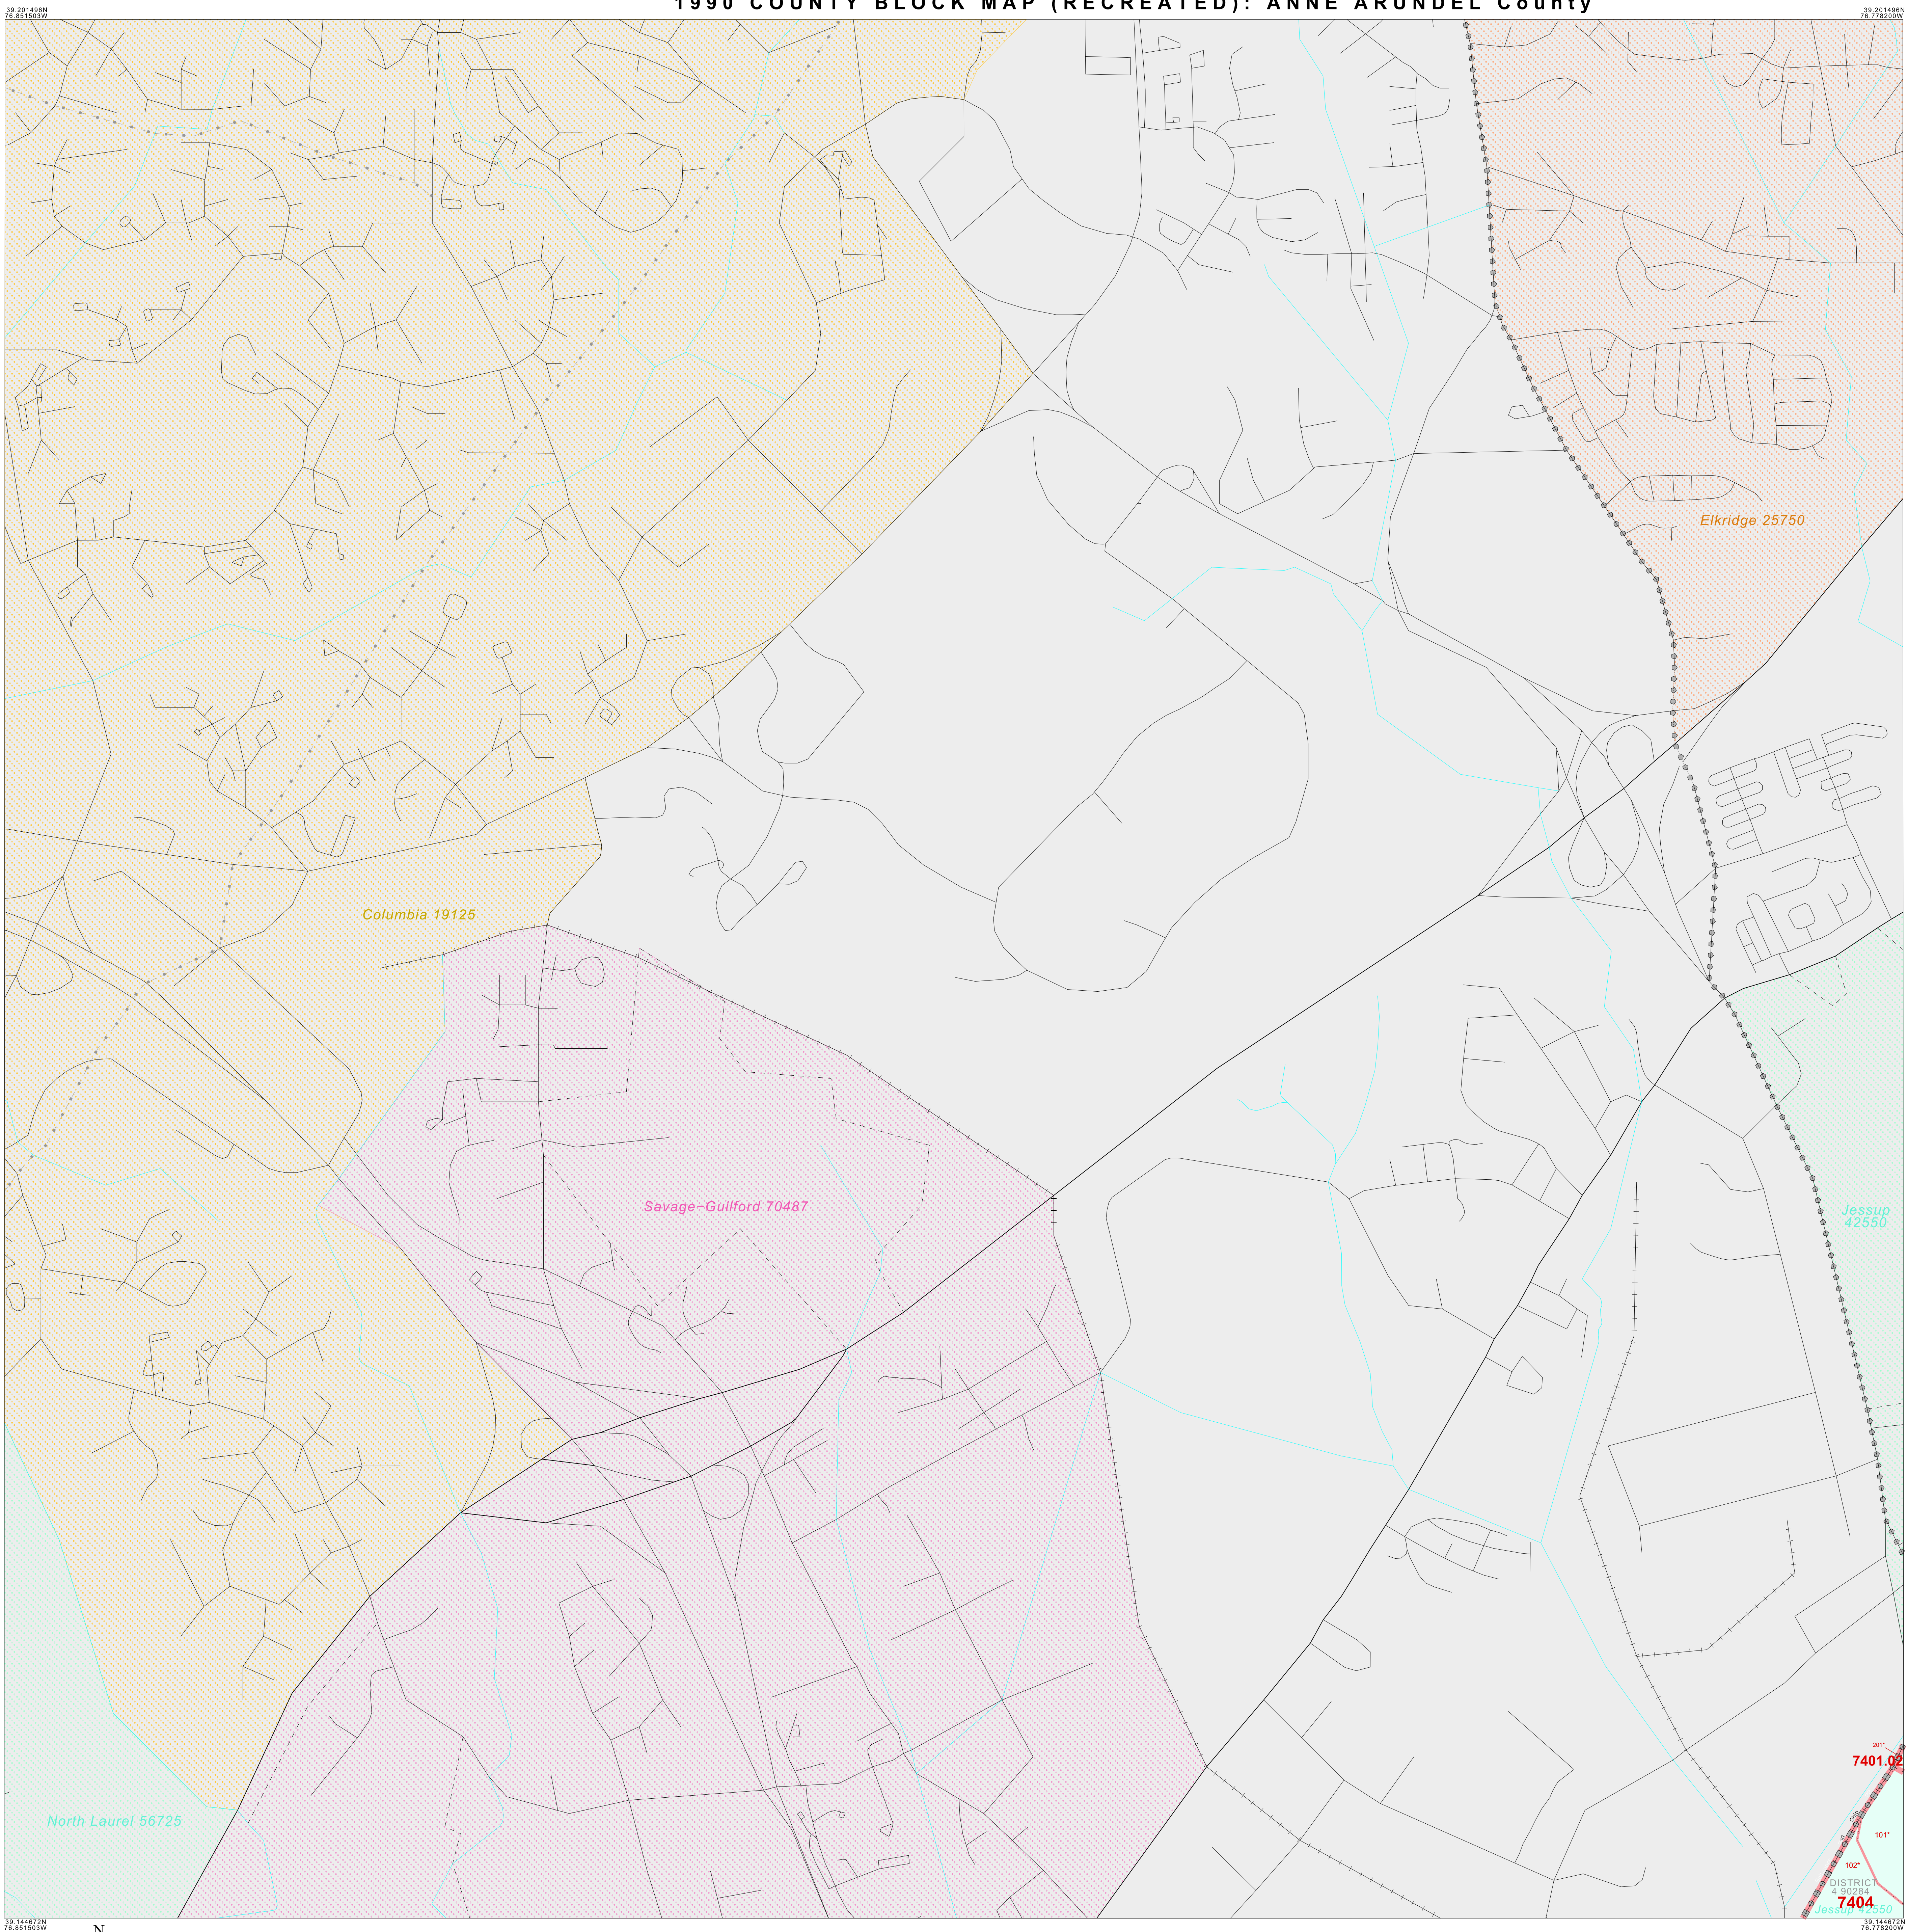 1990 COUNTY BLOCK MAP (RECREATED): ANNE ARUNDEL County
39.201496N
76.851503W
39.201496N
76.778200W
Elkridge 25750
Columbia 19125
Savage-Guilford 70487
Jessup
42550
201*
7401.02
North Laurel 56725
101*
102*
DISTRICT
4 90284
7404
Jessup 42550
39.144672N
76.851503W
N
39.144672N
76.778200W